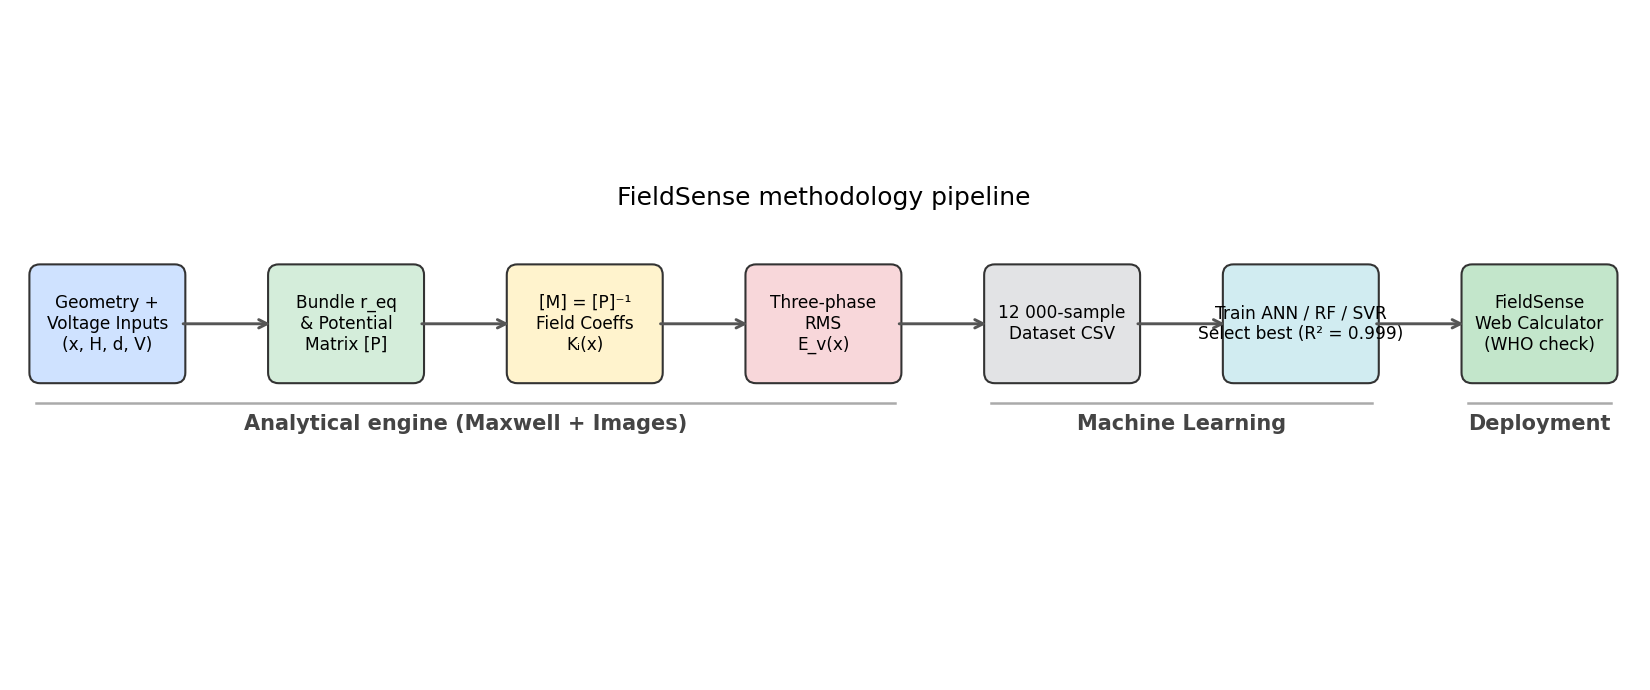 FieldSense methodology pipeline
Geometry +
Voltage Inputs
(x, H, d, V)
Bundle r_eq
& Potential
Matrix [P]
[M] = [P]⁻¹
Field Coeffs
Kᵢ(x)
Three-phase
RMS
E_v(x)
12 000-sample
Dataset CSV
Train ANN / RF / SVR
Select best (R² = 0.999)
FieldSense
Web Calculator
(WHO check)
Analytical engine (Maxwell + Images)
Machine Learning
Deployment